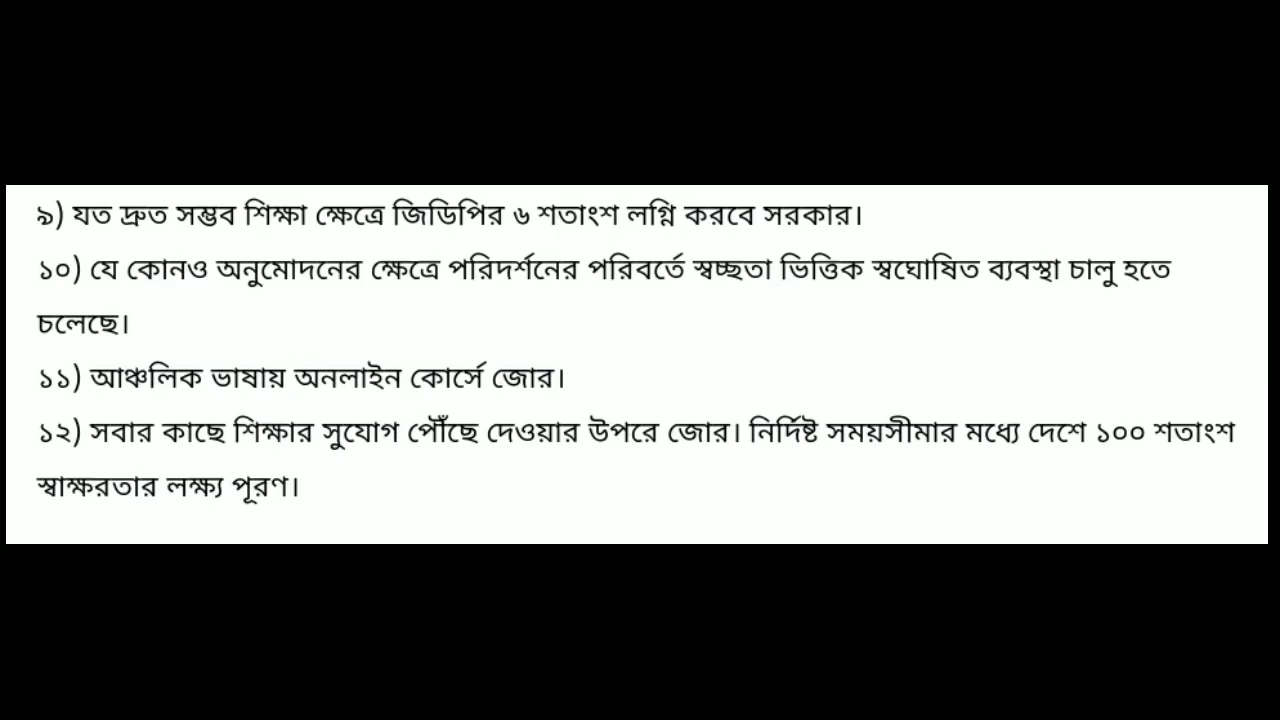 ৯) যত দ্রুত সম্ভব শিক্ষা ক্ষেত্রে জিডিপির ৬ শতাংশ লগ্নি করবে সরকার।
১০) যে কোনও অনুমোদনের ক্ষেত্রে পরিদর্শনের পরিবর্তে স্বচ্ছতা ভিত্তিক স্বঘোষিত ব্যবস্থা চালু হতে
চলেছে।
১১) আঞ্চলিক ভাষায় অনলাইন কোর্সে জোর।
১২) সবার কাছে শিক্ষার সুযোগ পৌঁছে দেওয়ার উপরে জোর। নির্দিষ্ট সময়সীমার মধ্যে দেশে ১০০ শতাংশ
স্বাক্ষরতার লক্ষ্য পূরণ।